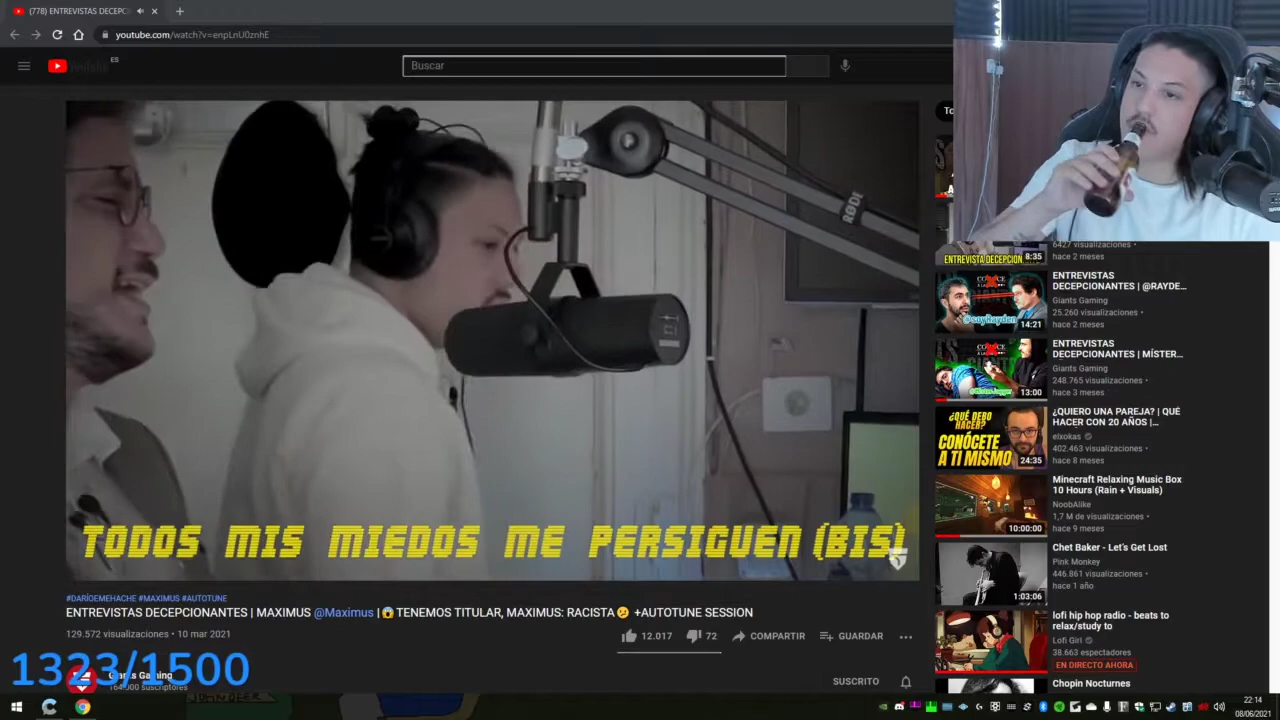 (778) ENTREVISTAS DECEPC
youtube.com/watch?v=enpLnU0znhE
ES
Buscar
To
RØDE
TODOS MIS MIEDOS ME PERSIGUEN (BIS)
#DARÍOEMEHACHE #MAXIMUS #AUTOTUNE
ENTREVISTAS DECEPCIONANTES | MAXIMUS @Maximus | 😱 TENEMOS TITULAR, MAXIMUS: RACISTA 😕 +AUTOTUNE SESSION
129.572 visualizaciones • 10 mar 2021
12.017
72
COMPARTIR
GUARDAR
1323/1500
Giants Gaming
164.000 suscriptores
SUSCRITO
6427 visualizaciones •
hace 2 meses
ENTREVISTA DECEPCION
8:35
ENTREVISTAS
DECEPCIONANTES | @RAYDE...
Giants Gaming
25.260 visualizaciones •
hace 2 meses
@soyRayden
14:21
ENTREVISTAS
DECEPCIONANTES | MÍSTER...
Giants Gaming
248.765 visualizaciones •
hace 3 meses
13:00
¿QUIERO UNA PAREJA? | QUÉ
HACER CON 20 AÑOS |...
elxokas
402.463 visualizaciones •
hace 8 meses
¿QUÉ DEBO
HACER?
CONÓCETE
A TI MISMO
24:35
Minecraft Relaxing Music Box
10 Hours (Rain + Visuals)
NoobAlike
1,7 M de visualizaciones •
hace 9 meses
10:00:00
Chet Baker - Let's Get Lost
Pink Monkey
446.861 visualizaciones •
hace 1 año
1:03:06
lofi hip hop radio - beats to
relax/study to
Lofi Girl
38.663 espectadores
EN DIRECTO AHORA
Chopin Nocturnes
22:14
08/06/2021